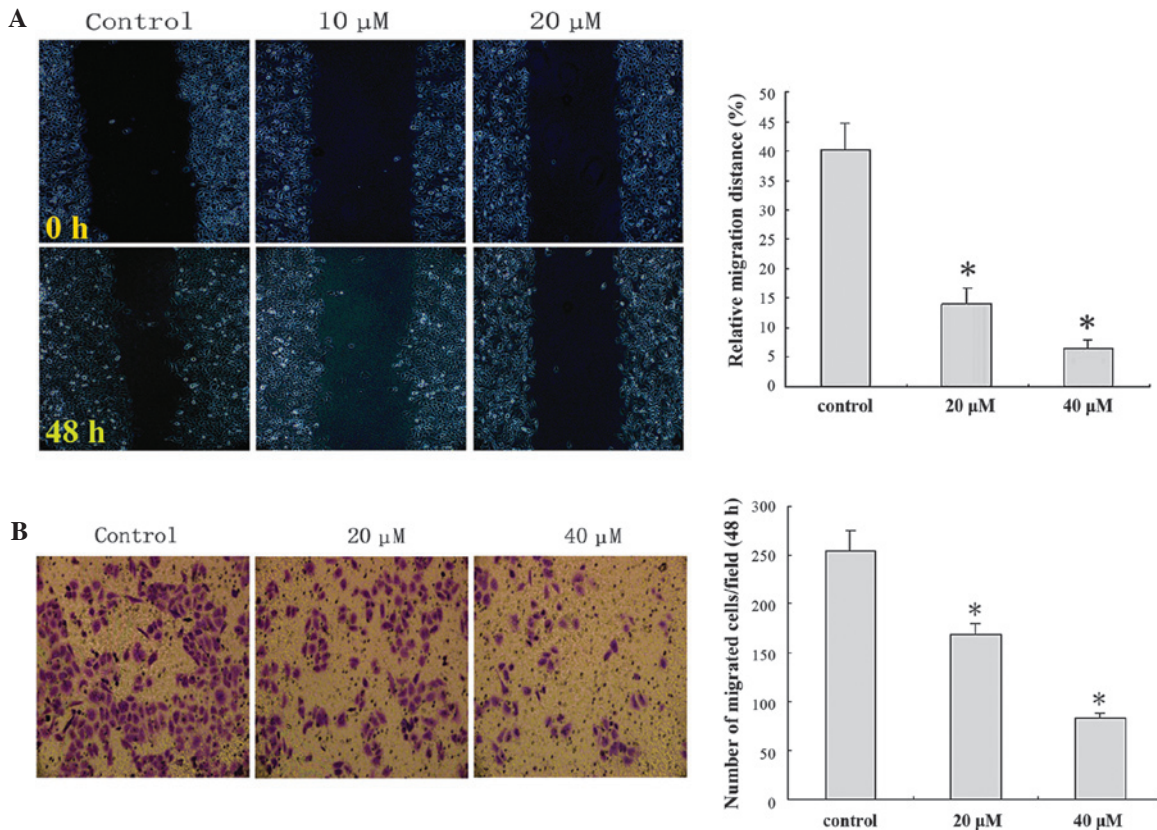 A
Control 10 µM 20 µM
0 h
48 h
Relative migration distance (%)
50
45
40
35
30
25
20
15
10
5
0
*
*
control 20 µM 40 µM
B
Control 20 µM 40 µM
Number of migrated cells/field (48 h)
300
250
200
150
100
50
0
*
*
control 20 µM 40 µM